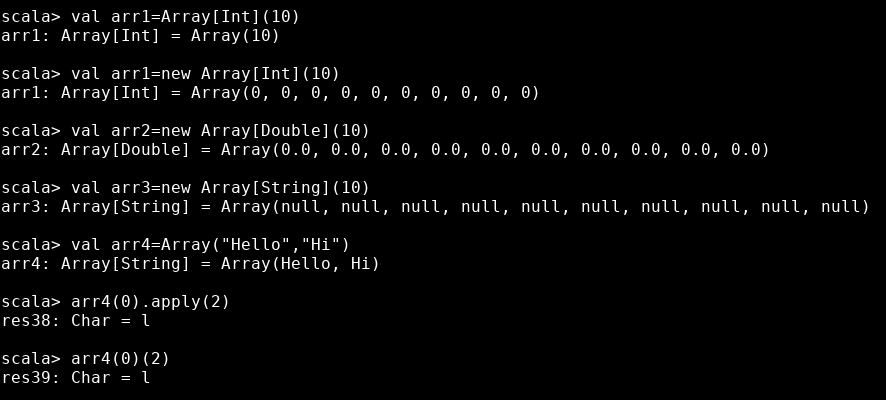 scala> val arr1=Array[Int](10)
arr1: Array[Int] = Array(10)
scala> val arr1=new Array[Int](10)
arr1: Array[Int] = Array(0, 0, 0, 0, 0, 0, 0, 0, 0, 0)
scala> val arr2=new Array[Double](10)
arr2: Array[Double] = Array(0.0, 0.0, 0.0, 0.0, 0.0, 0.0, 0.0, 0.0, 0.0, 0.0)
scala> val arr3=new Array[String](10)
arr3: Array[String] = Array(null, null, null, null, null, null, null, null, null, null)
scala> val arr4=Array("Hello","Hi")
arr4: Array[String] = Array(Hello, Hi)
scala> arr4(0).apply(2)
res38: Char = l
scala> arr4(0)(2)
res39: Char = l